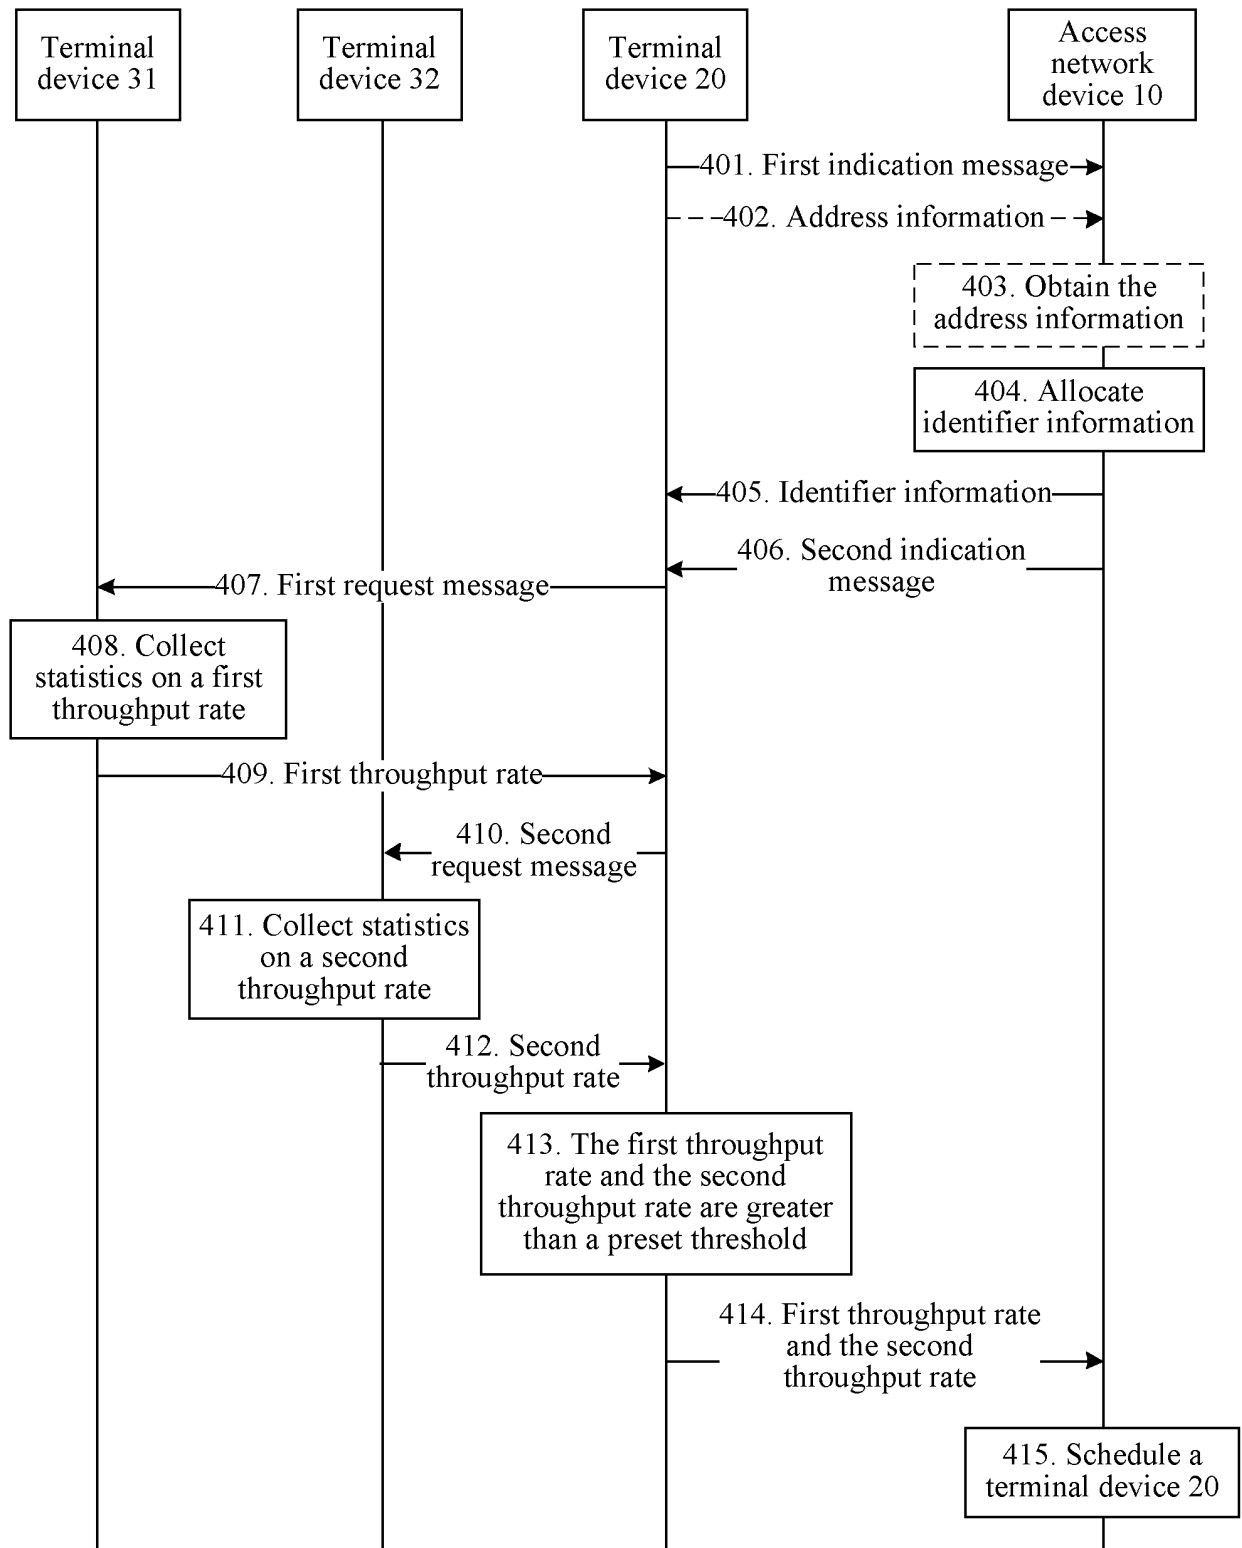 Terminal
device 31
Terminal
device 32
Terminal
device 20
Access
network
device 10
401. First indication message
402. Address information
403. Obtain the
address information
404. Allocate
identifier information
405. Identifier information
406. Second indication
message
407. First request message
408. Collect
statistics on a first
throughput rate
409. First throughput rate
410. Second
request message
411. Collect statistics
on a second
throughput rate
412. Second
throughput rate
413. The first throughput
rate and the second
throughput rate are greater
than a preset threshold
414. First throughput rate
and the second
throughput rate
415. Schedule a
terminal device 20